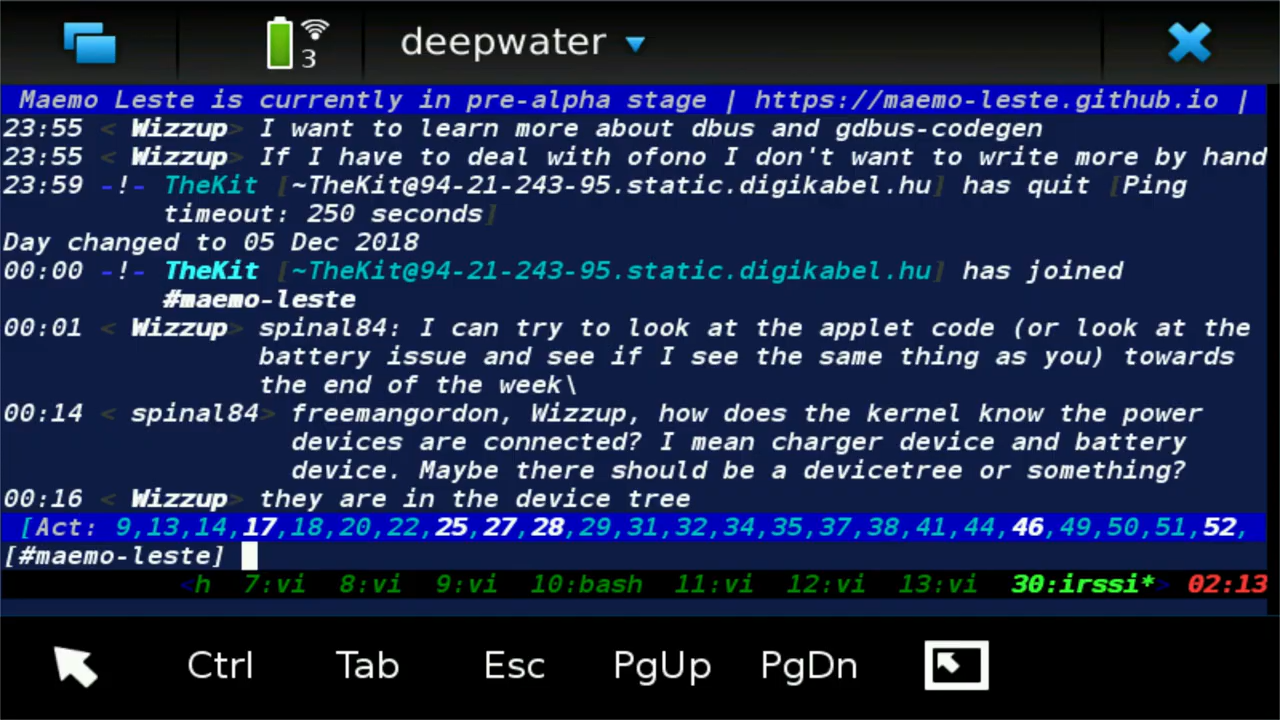 3
deepwater
Maemo Leste is currently in pre-alpha stage | https://maemo-leste.github.io |
23:55 < Wizzup> I want to learn more about dbus and gdbus-codegen
23:55 < Wizzup> If I have to deal with ofono I don't want to write more by hand
23:59 -!- TheKit [~TheKit@94-21-243-95.static.digikabel.hu] has quit [Ping
timeout: 250 seconds]
Day changed to 05 Dec 2018
00:00 -!- TheKit [~TheKit@94-21-243-95.static.digikabel.hu] has joined
#maemo-leste
00:01 < Wizzup> spinal84: I can try to look at the applet code (or look at the
battery issue and see if I see the same thing as you) towards
the end of the week\
00:14 < spinal84> freemangordon, Wizzup, how does the kernel know the power
devices are connected? I mean charger device and battery
device. Maybe there should be a devicetree or something?
00:16 < Wizzup> they are in the device tree
[Act: 9,13,14,17,18,20,22,25,27,28,29,31,32,34,35,37,38,41,44,46,49,50,51,52,
[#maemo-leste]
<h 7:vi 8:vi 9:vi 10:bash 11:vi 12:vi 13:vi 30:irssi*> 02:13
Ctrl Tab Esc PgUp PgDn